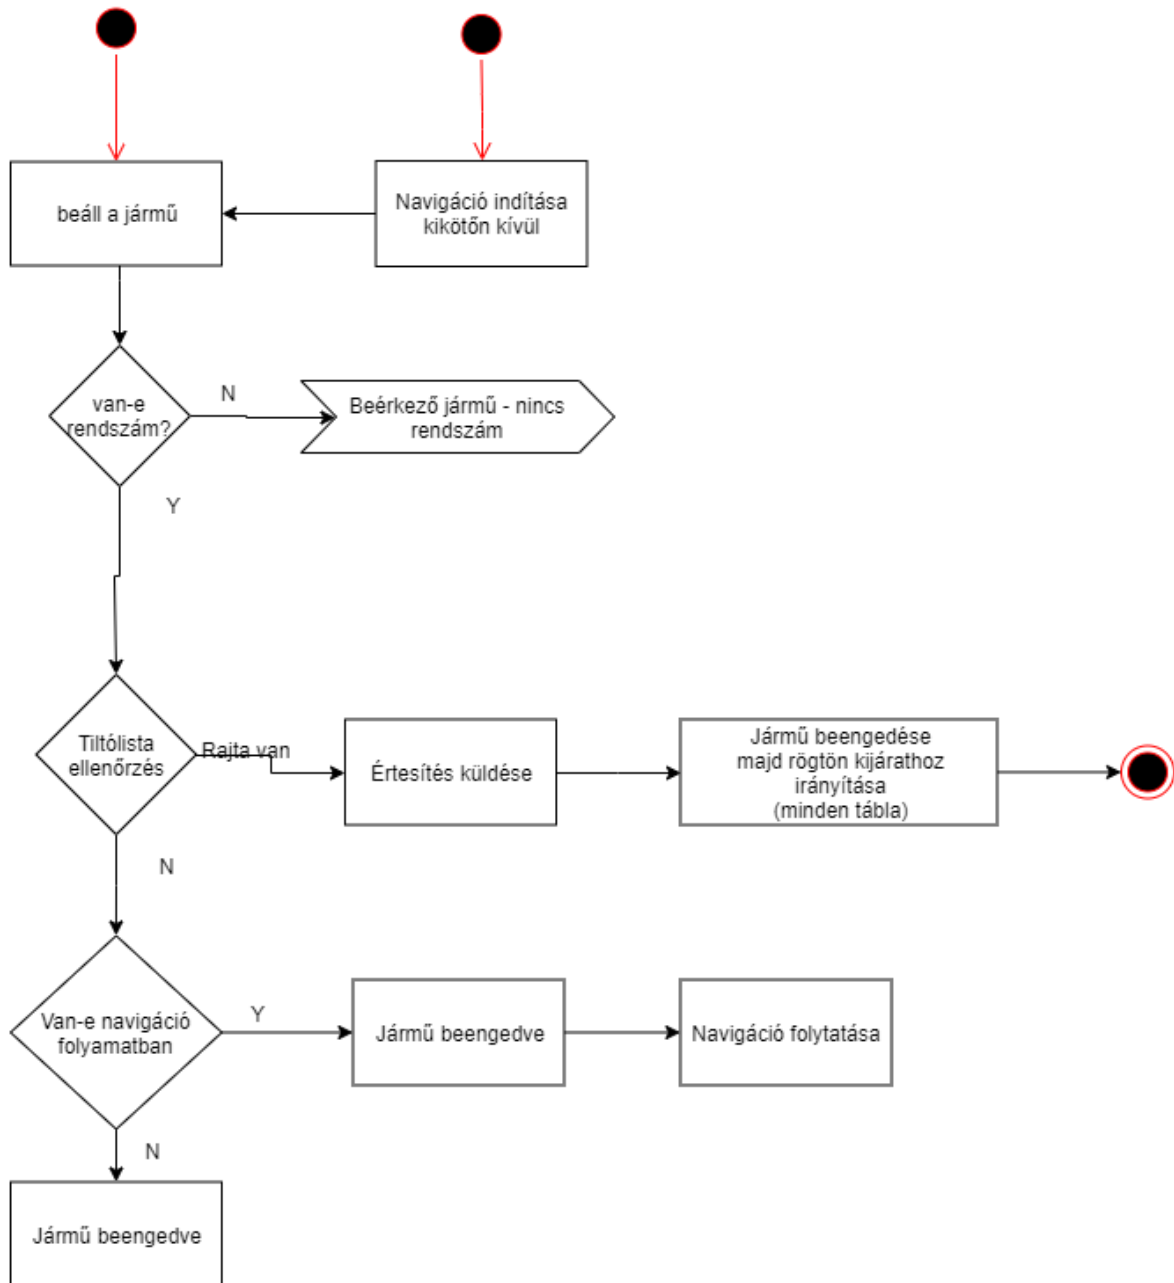 beáll a jármű
Navigáció indítása
kikötőn kívül
van-e
rendszám?
N
Beérkező jármű - nincs
rendszám
Y
Tiltólista
ellenőrzés
Rajta van
Értesítés küldése
Jármű beengedése
majd rögtön kijárathoz
irányítása
(minden tábla)
N
Van-e navigáció
folyamatban
Y
Jármű beengedve
Navigáció folytatása
N
Jármű beengedve